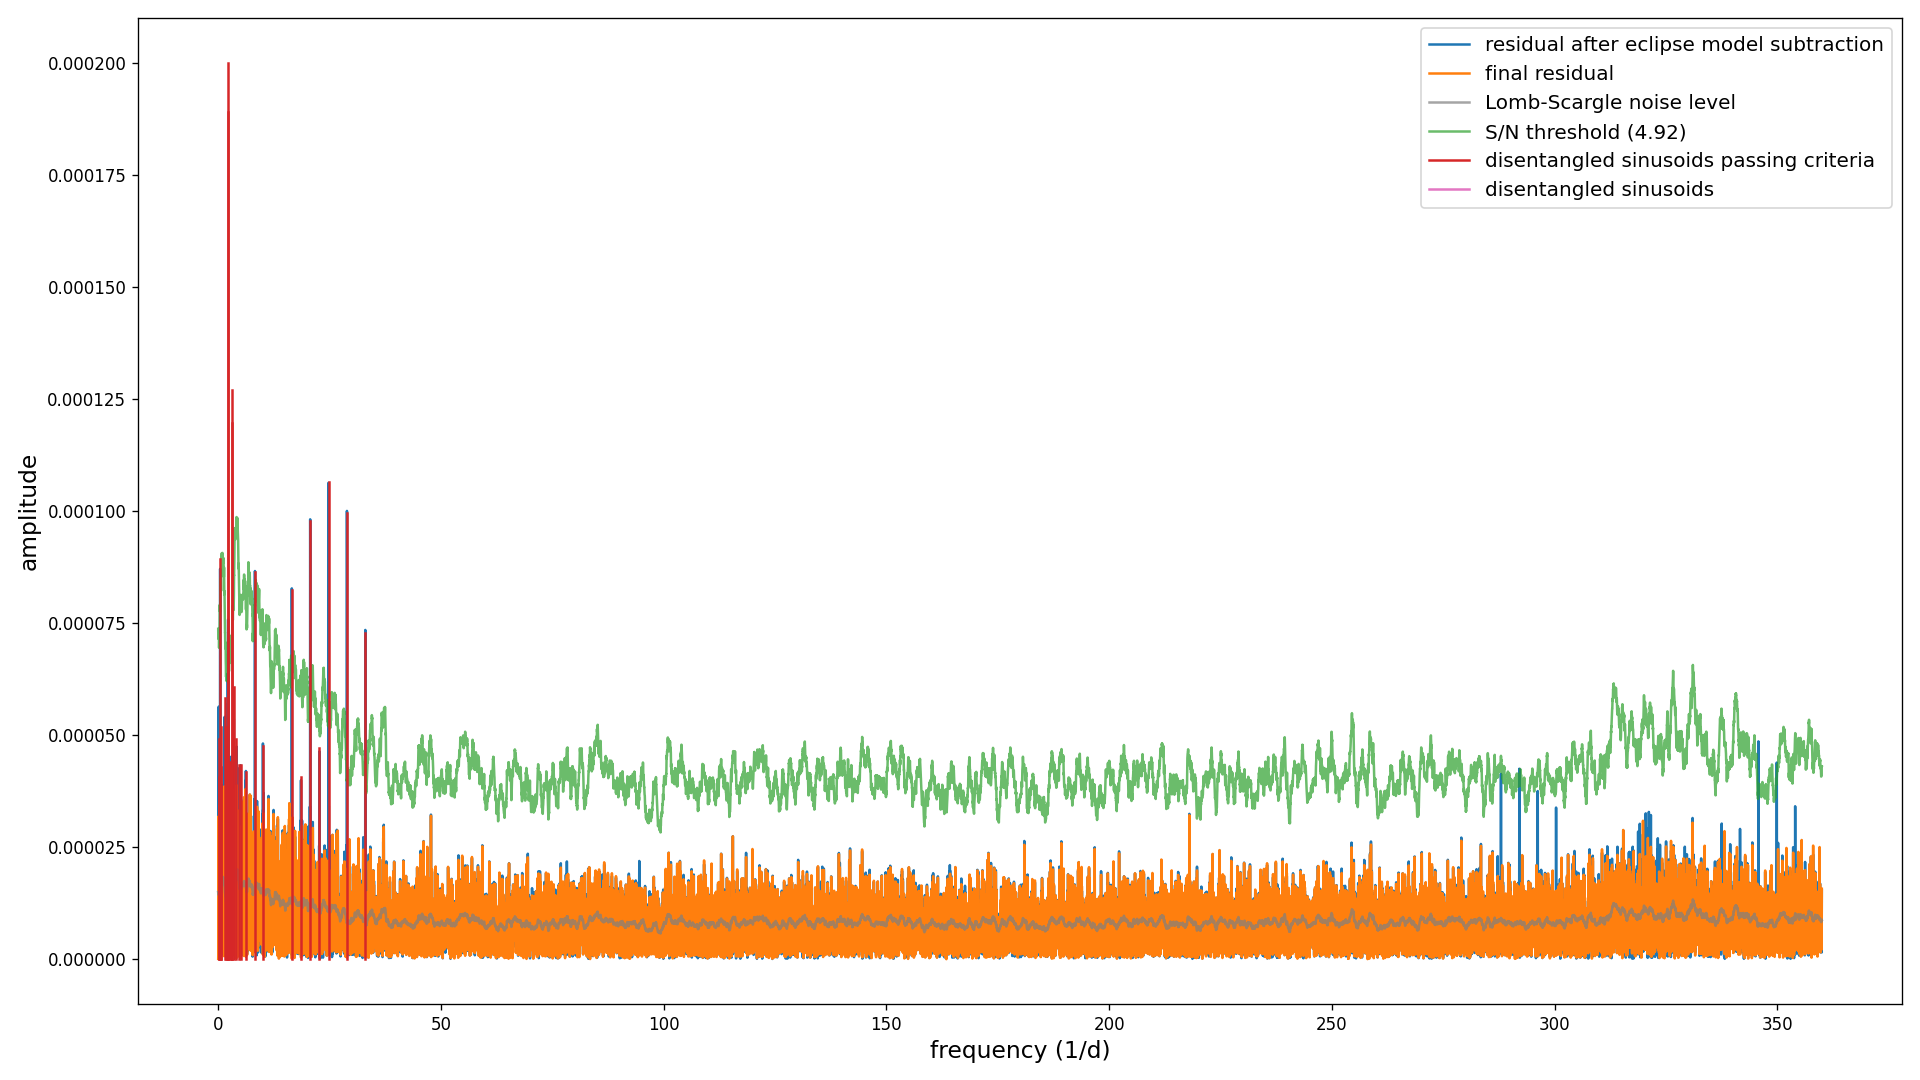 residual after eclipse model subtraction
final residual
Lomb-Scargle noise level
S/N threshold (4.92)
disentangled sinusoids passing criteria
disentangled sinusoids
0.000200
0.000175
0.000150
0.000125
0.000100
0.000075
0.000050
0.000025
0.000000
amplitude
0 50 100 150 200 250 300 350
frequency (1/d)